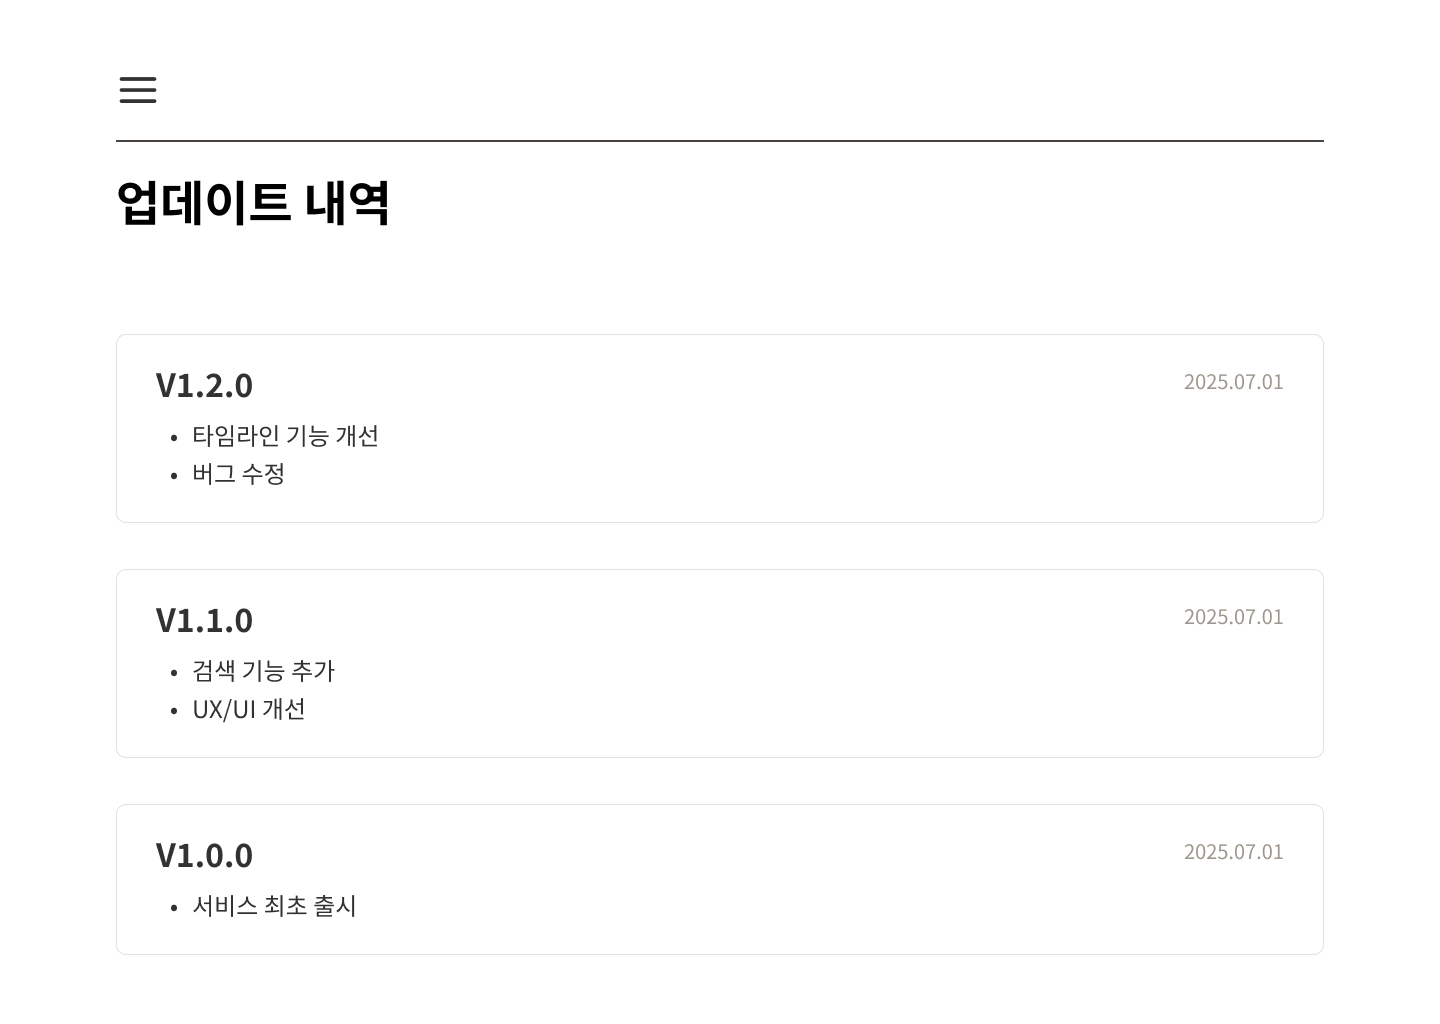 업데이트 내역
V1.2.0
2025.07.01
• 타임라인 기능 개선
• 버그 수정
V1.1.0
2025.07.01
• 검색 기능 추가
• UX/UI 개선
V1.0.0
2025.07.01
• 서비스 최초 출시